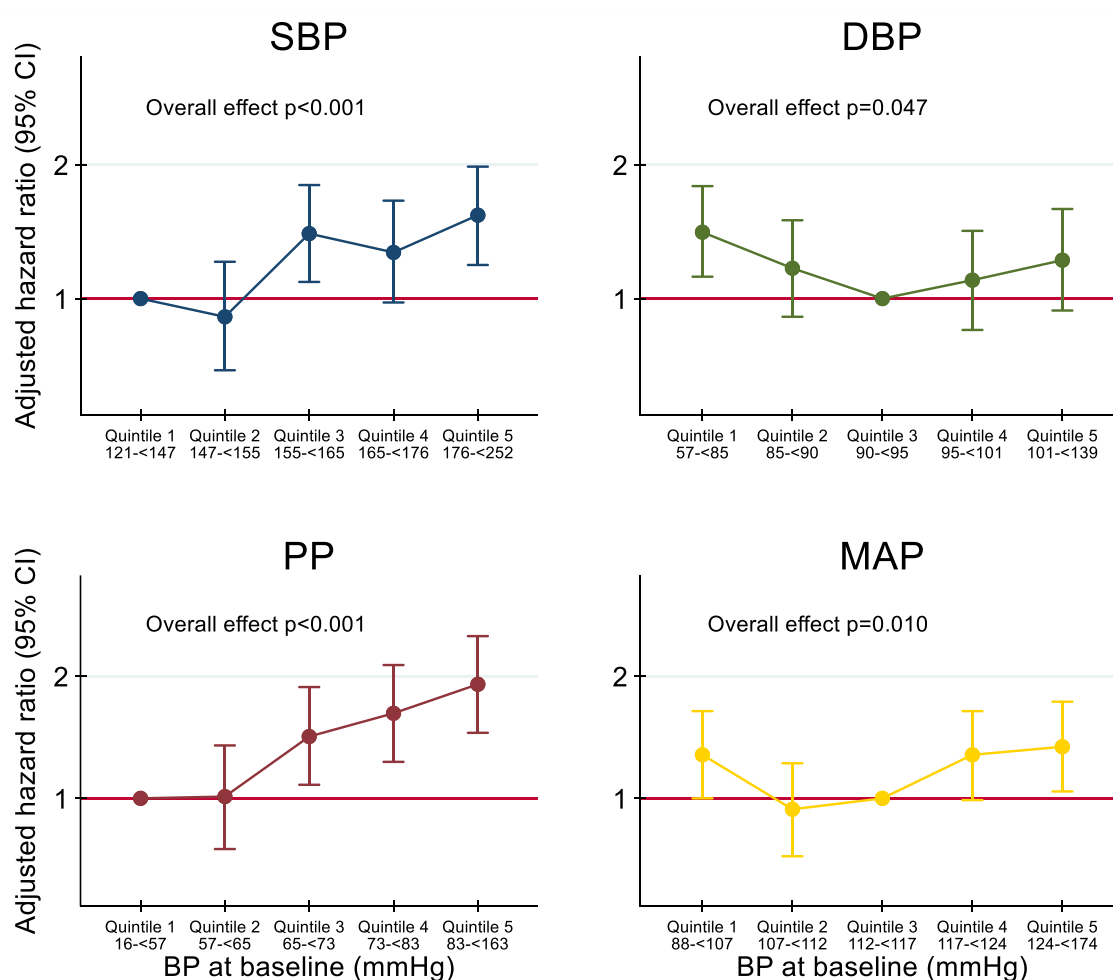 SBP
Overall effect p<0.001
Adjusted hazard ratio (95% CI)
2
1
Quintile 1 Quintile 2 Quintile 3 Quintile 4 Quintile 5
121-<147 147-<155 155-<165 165-<176 176-<252
DBP
Overall effect p=0.047
2
1
Quintile 1 Quintile 2 Quintile 3 Quintile 4 Quintile 5
57-<85 85-<90 90-<95 95-<101 101-<139
PP
Overall effect p<0.001
Adjusted hazard ratio (95% CI)
2
1
Quintile 1 Quintile 2 Quintile 3 Quintile 4 Quintile 5
16-<57 57-<65 65-<73 73-<83 83-<163
BP at baseline (mmHg)
MAP
Overall effect p=0.010
2
1
Quintile 1 Quintile 2 Quintile 3 Quintile 4 Quintile 5
88-<107 107-<112 112-<117 117-<124 124-<174
BP at baseline (mmHg)